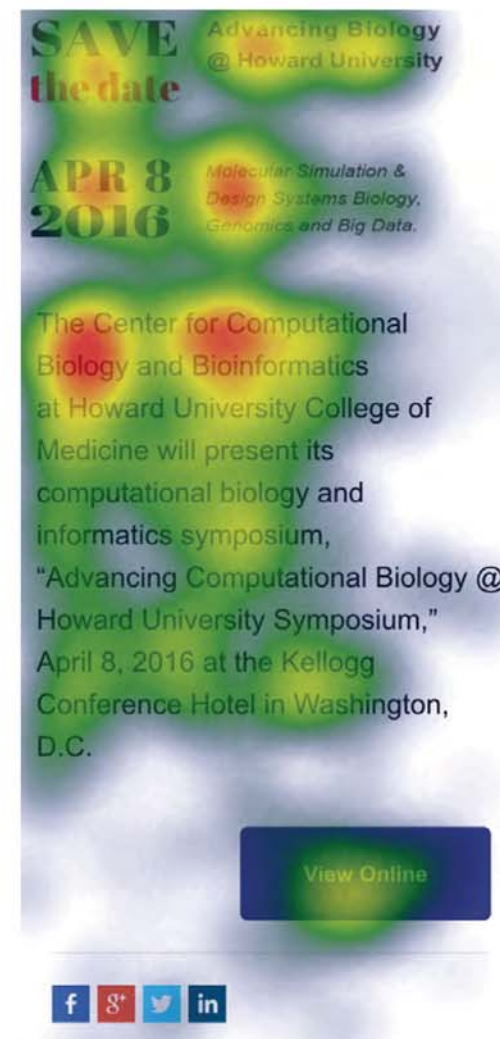 SAVE
the date
Advancing Biology
@ Howard University
APR 8
2016
Molecular Simulation &
Design Systems Biology,
Genomics and Big Data.
The Center for Computational
Biology and Bioinformatics
at Howard University College of
Medicine will present its
computational biology and
informatics symposium,
“Advancing Computational Biology @
Howard University Symposium,”
April 8, 2016 at the Kellogg
Conference Hotel in Washington,
D.C.
View Online
f g+ in